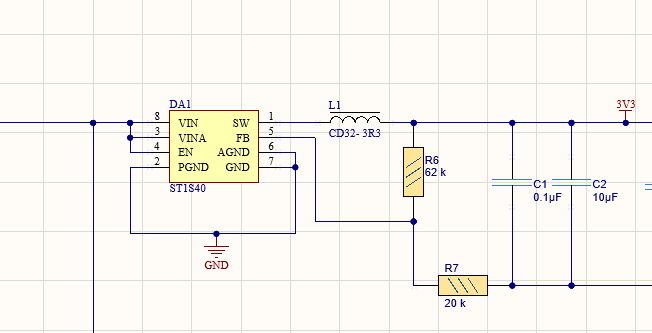 DA1
8 VIN SW 1
3 VINA FB 5
4 EN AGND 6
2 PGND GND 7
ST1S40
L1
CD32- 3R3
3V3
R6
62 k
C1
0.1µF
C2
10µF
GND
R7
20 k